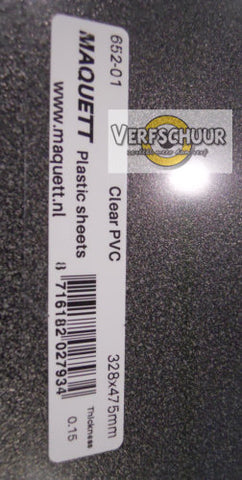 652-01 Clear PVC 328x475mm
MAQUETT Plastic sheets
www.maquett.nl
8 716182 027934
Thickness
0.15
VERFSCHUUR